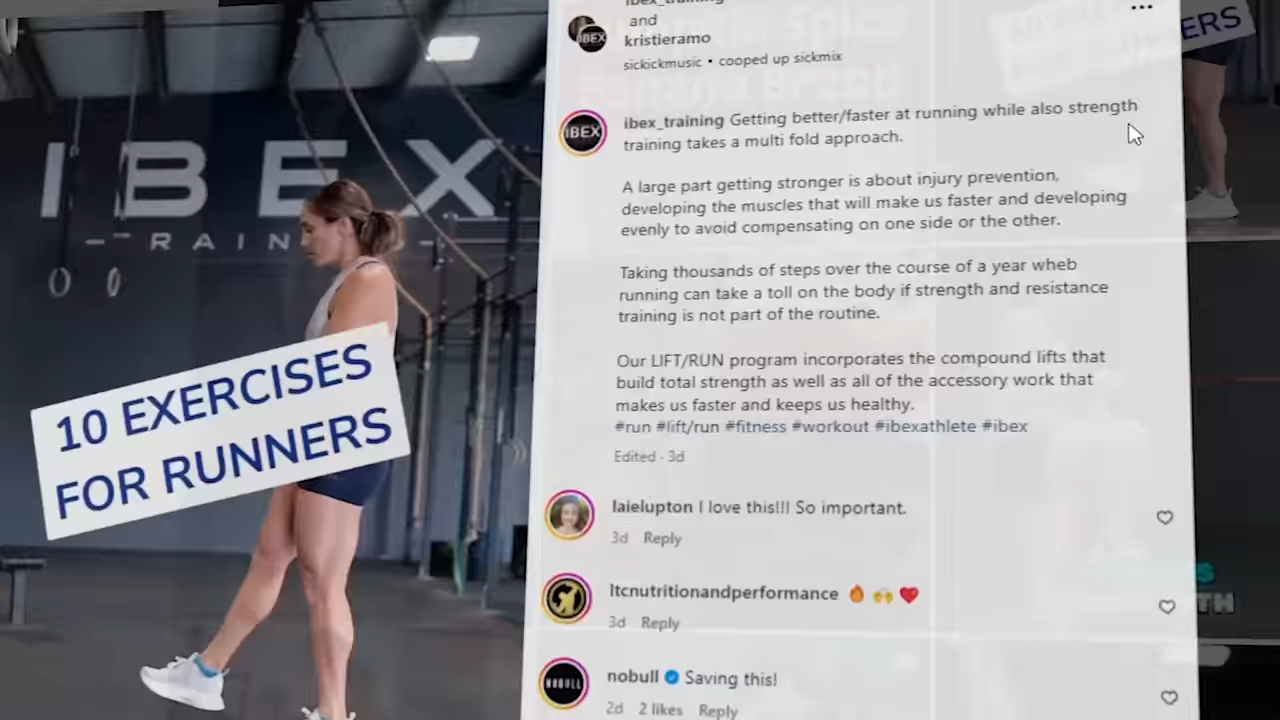 IBEX
RAIN
10 EXERCISES
FOR RUNNERS
and
IBEX
kristieramo
sickickmusic • cooped up sickmix
IBEX
ibex_training Getting better/faster at running while also strength
training takes a multi fold approach.
A large part getting stronger is about injury prevention,
developing the muscles that will make us faster and developing
evenly to avoid compensating on one side or the other.
Taking thousands of steps over the course of a year wheb
running can take a toll on the body if strength and resistance
training is not part of the routine.
Our LIFT/RUN program incorporates the compound lifts that
build total strength as well as all of the accessory work that
makes us faster and keeps us healthy.
#run #lift/run #fitness #workout #ibexathlete #ibex
Edited · 3d
laielupton I love this!!! So important.
3d Reply
ltcnutritionandperformance 🔥 🙌 ❤️
3d Reply
NOBULL
nobull Saving this!
2d 2 likes Reply
ERS